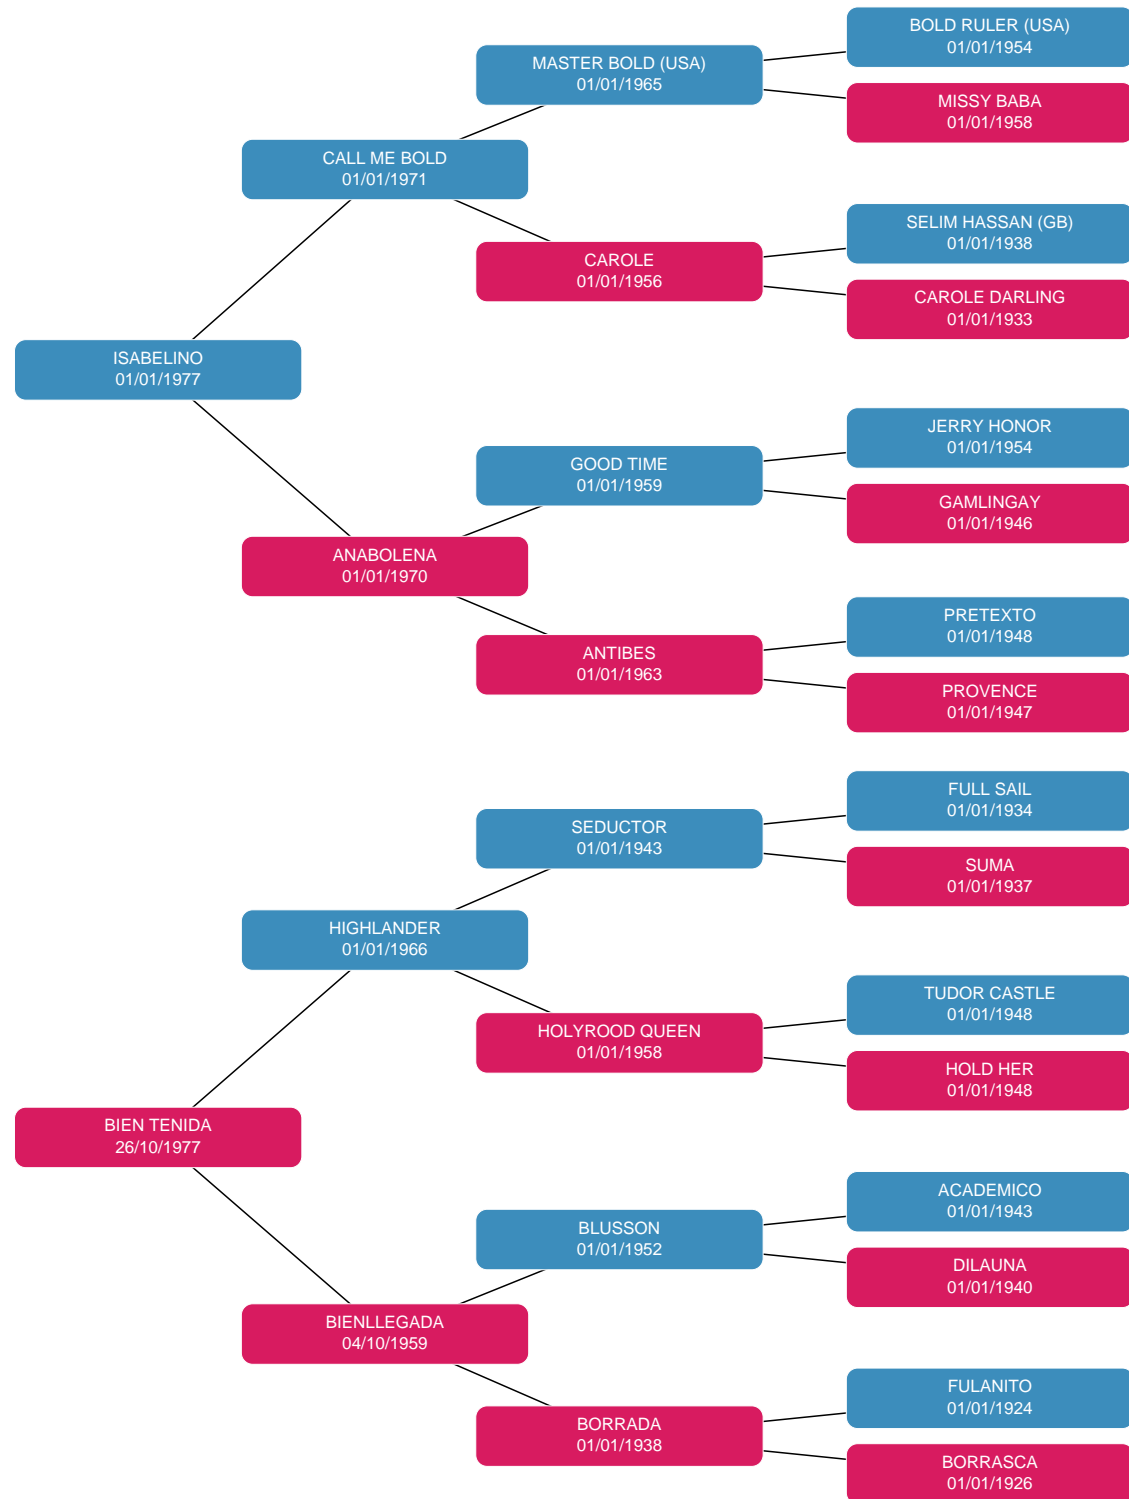 BOLD RULER (USA)
01/01/1954
MASTER BOLD (USA)
01/01/1965
MISSY BABA
01/01/1958
CALL ME BOLD
01/01/1971
SELIM HASSAN (GB)
01/01/1938
CAROLE
01/01/1956
CAROLE DARLING
01/01/1933
ISABELINO
01/01/1977
JERRY HONOR
01/01/1954
GOOD TIME
01/01/1959
GAMLINGAY
01/01/1946
ANABOLENA
01/01/1970
PRETEXTO
01/01/1948
ANTIBES
01/01/1963
PROVENCE
01/01/1947
FULL SAIL
01/01/1934
SEDUCTOR
01/01/1943
SUMA
01/01/1937
HIGHLANDER
01/01/1966
TUDOR CASTLE
01/01/1948
HOLYROOD QUEEN
01/01/1958
HOLD HER
01/01/1948
BIEN TENIDA
26/10/1977
ACADEMICO
01/01/1943
BLUSSON
01/01/1952
DILAUNA
01/01/1940
BIENLLEGADA
04/10/1959
FULANITO
01/01/1924
BORRADA
01/01/1938
BORRASCA
01/01/1926